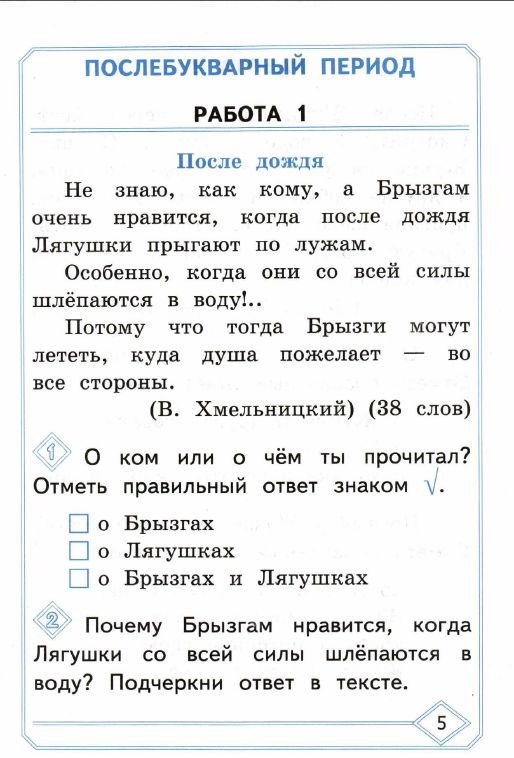 ПОСЛЕБУКВАРНЫЙ ПЕРИОД
РАБОТА 1
После дождя
Не знаю, как кому, а Брызгам
очень нравится, когда после дождя
Лягушки прыгают по лужам.
Особенно, когда они со всей силы
шлёпаются в воду!..
Потому что тогда Брызги могут
лететь, куда душа пожелает — во
все стороны.
(В. Хмельницкий) (38 слов)
1 О ком или о чём ты прочитал?
Отметь правильный ответ знаком √.
о Брызгах
о Лягушках
о Брызгах и Лягушках
2 Почему Брызгам нравится, когда
Лягушки со всей силы шлёпаются в
воду? Подчеркни ответ в тексте.
5